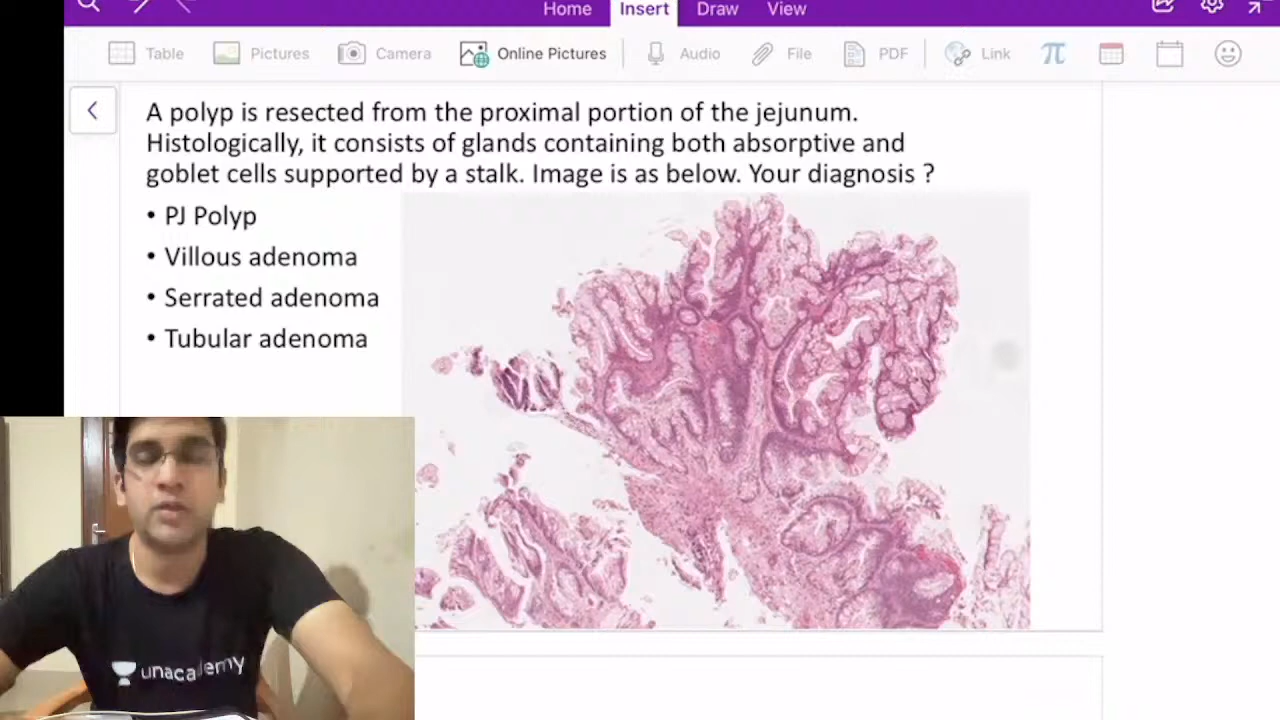 Home Insert Draw View
Table Pictures Camera Online Pictures Audio File PDF Link
A polyp is resected from the proximal portion of the jejunum.
Histologically, it consists of glands containing both absorptive and
goblet cells supported by a stalk. Image is as below. Your diagnosis ?
• PJ Polyp
• Villous adenoma
• Serrated adenoma
• Tubular adenoma
unacademy